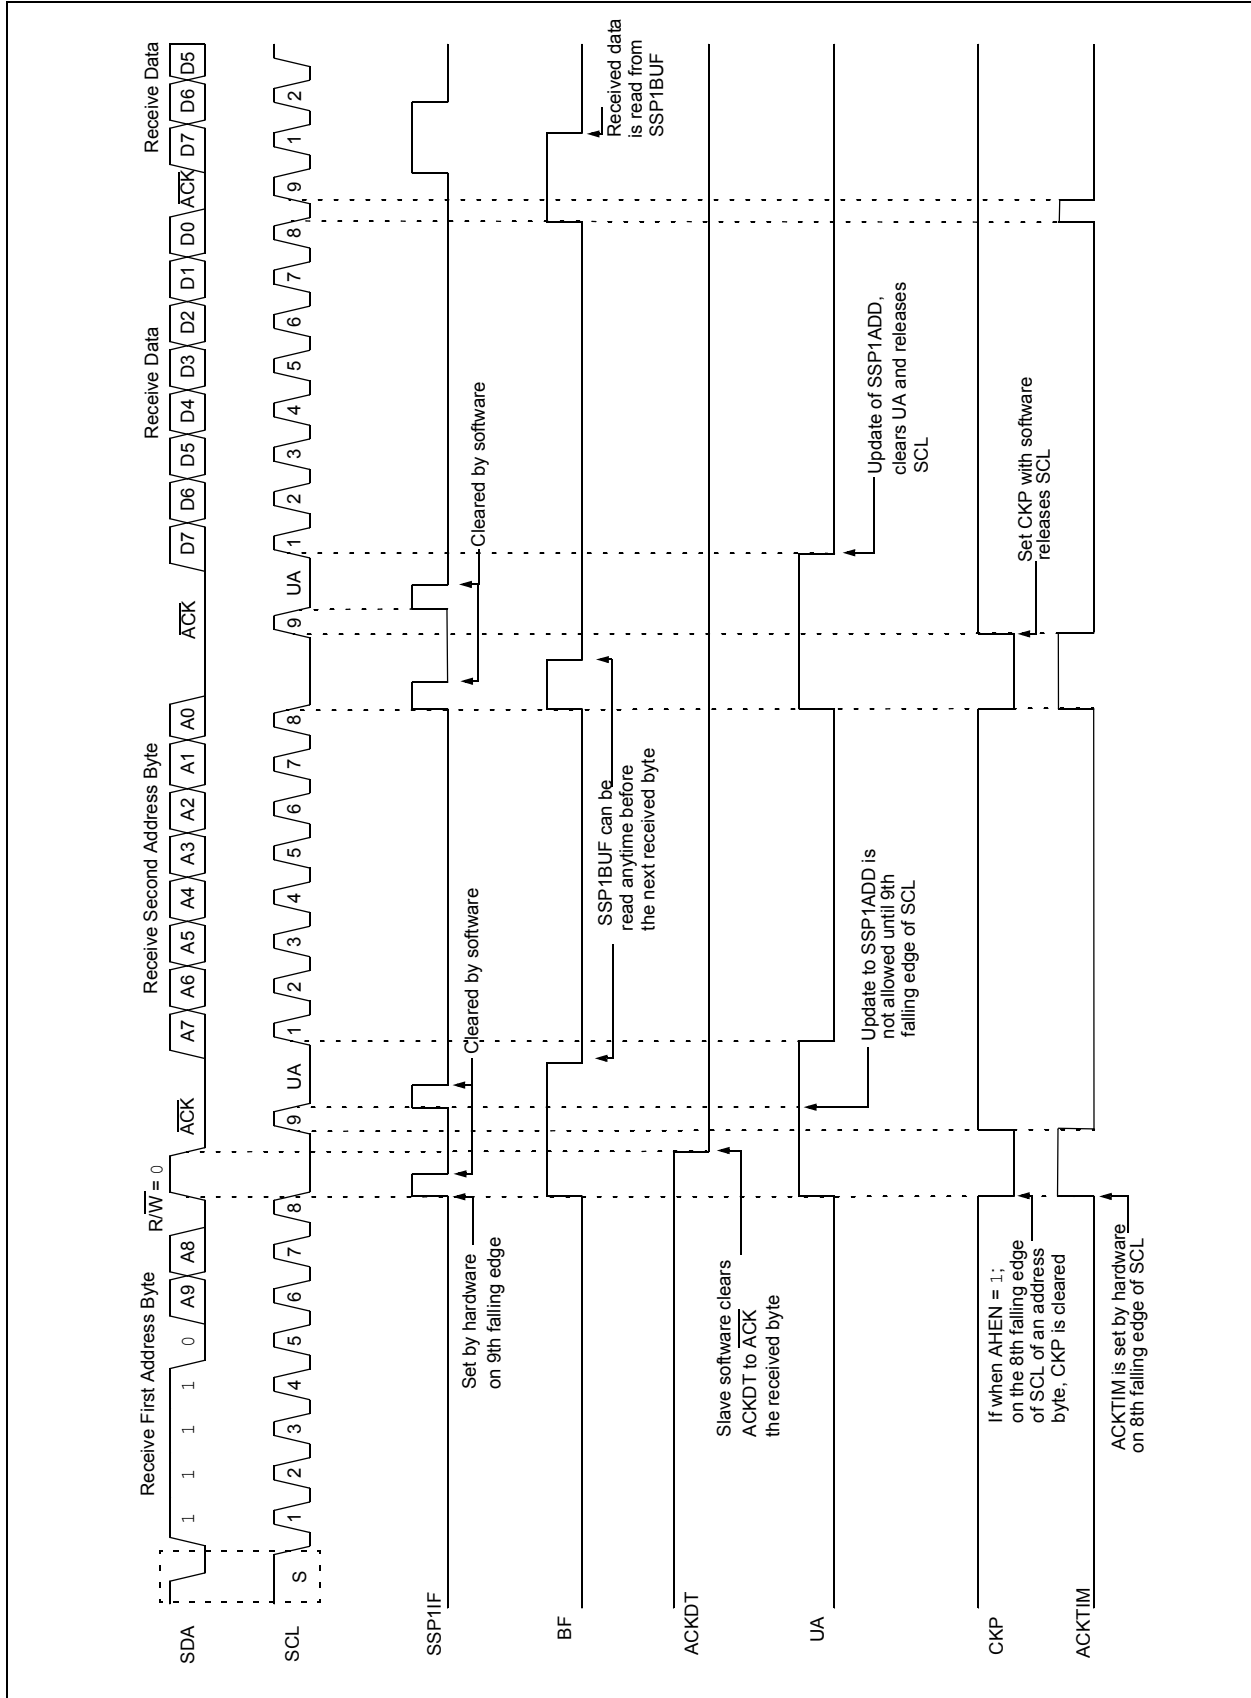 Receive First Address Byte
R/W = 0
ACK
Receive Second Address Byte
ACK
Receive Data
ACK
Receive Data
SDA
1 1 1 1 0 A9 A8
A7 A6 A5 A4 A3 A2 A1 A0
D7 D6 D5 D4 D3 D2 D1 D0
D7 D6 D5
SCL
S
1 2 3 4 5 6 7 8 9 UA
1 2 3 4 5 6 7 8 9 UA
1 2 3 4 5 6 7 8 9
1 2
SSP1IF
Set by hardware
on 9th falling edge
Cleared by software
Cleared by software
BF
SSP1BUF can be
read anytime before
the next received byte
Received data
is read from
SSP1BUF
ACKDT
Slave software clears
ACKDT to ACK
the received byte
UA
Update to SSP1ADD is
not allowed until 9th
falling edge of SCL
Update of SSP1ADD,
clears UA and releases
SCL
CKP
If when AHEN = 1;
on the 8th falling edge
of SCL of an address
byte, CKP is cleared
Set CKP with software
releases SCL
ACKTIM
ACKTIM is set by hardware
on 8th falling edge of SCL